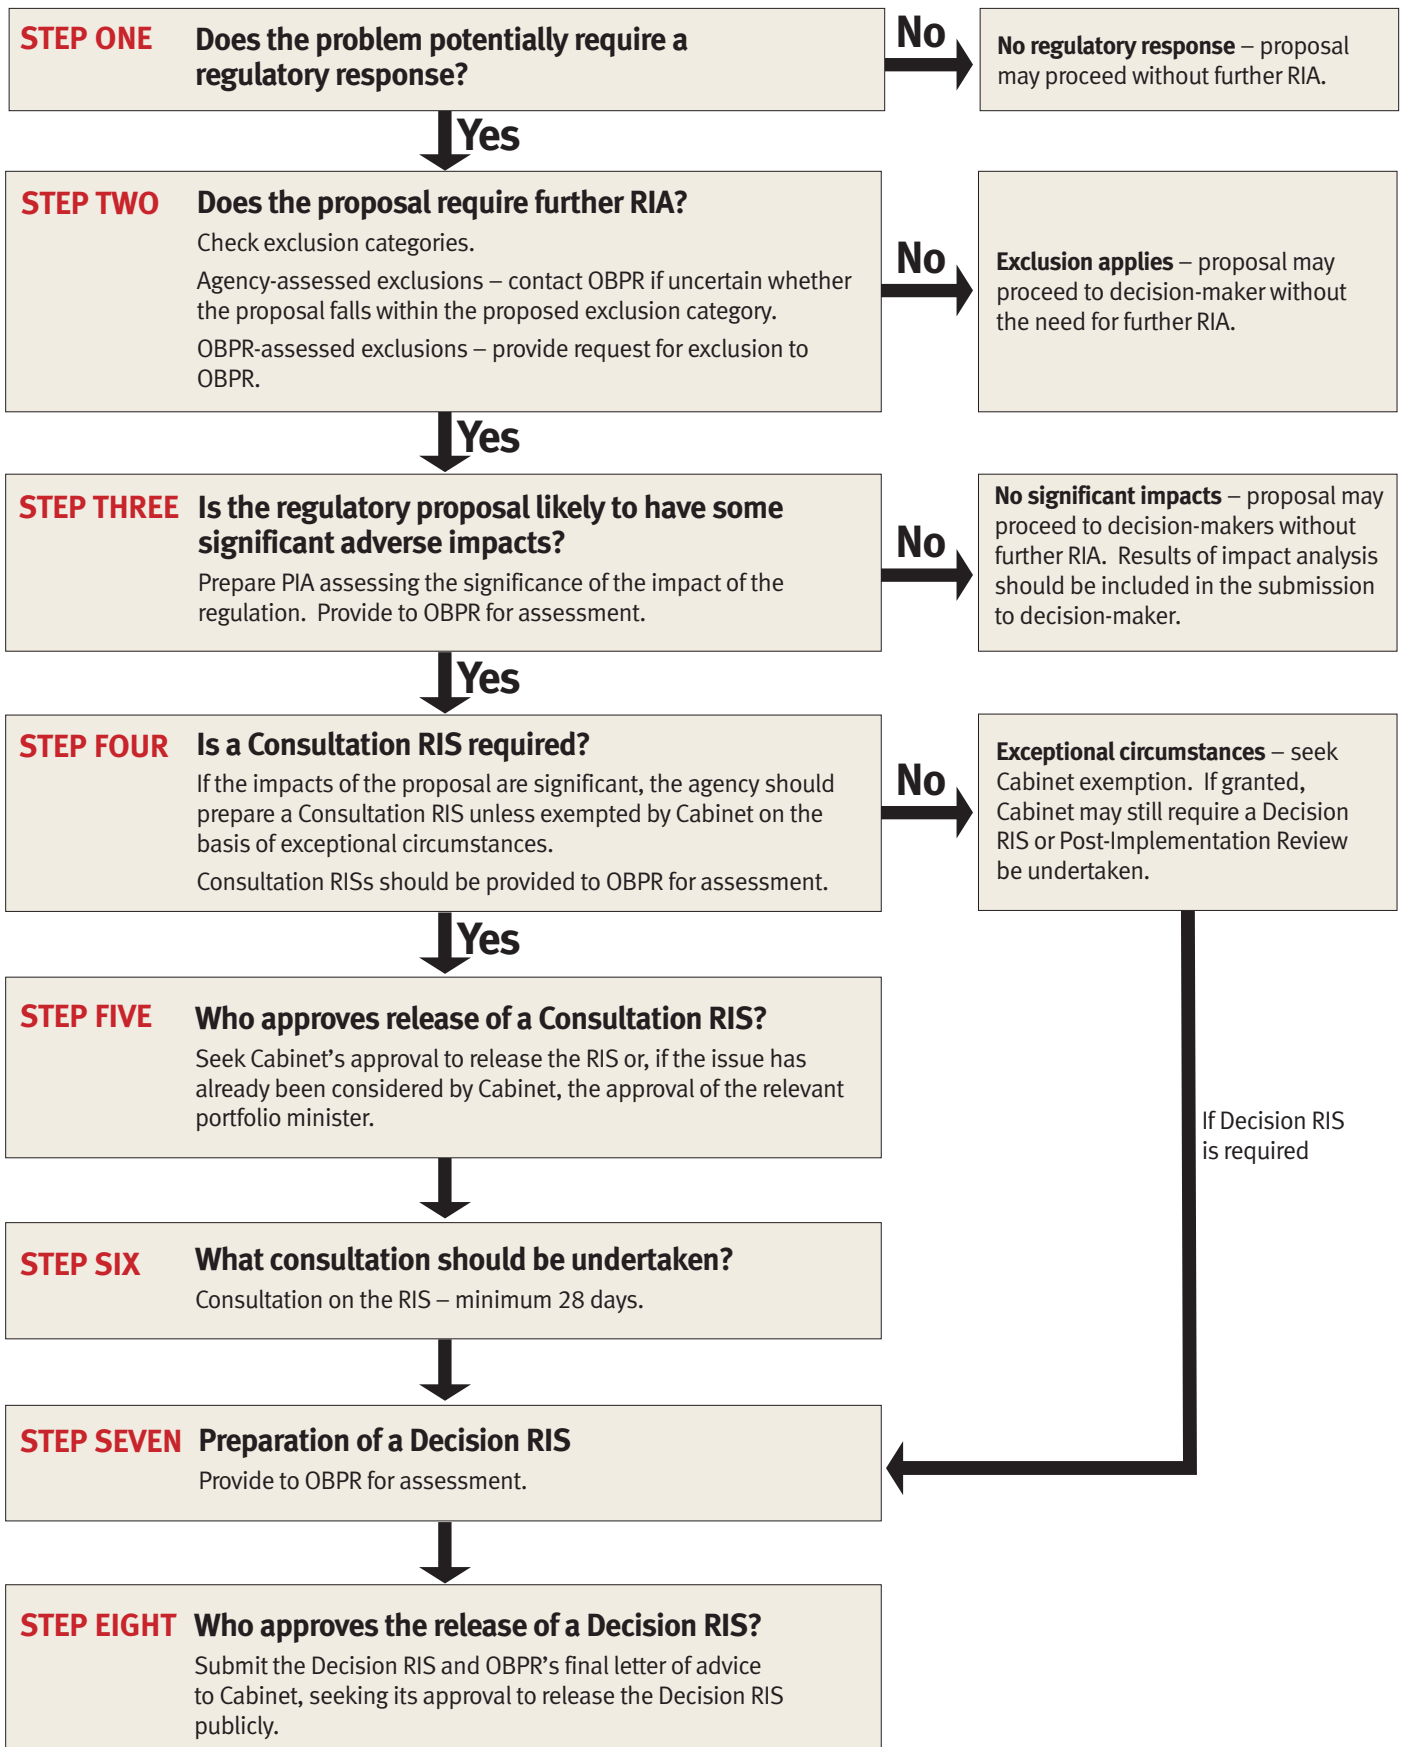 STEP ONE
Does the problem potentially require a
regulatory response?
No
No regulatory response – proposal
may proceed without further RIA.
Yes
STEP TWO
Does the proposal require further RIA?
Check exclusion categories.
Agency-assessed exclusions – contact OBPR if uncertain whether
the proposal falls within the proposed exclusion category.
OBPR-assessed exclusions – provide request for exclusion to
OBPR.
No
Exclusion applies – proposal may
proceed to decision-maker without
the need for further RIA.
Yes
STEP THREE
Is the regulatory proposal likely to have some
significant adverse impacts?
Prepare PIA assessing the significance of the impact of the
regulation.  Provide to OBPR for assessment.
No
No significant impacts – proposal may
proceed to decision-makers without
further RIA.  Results of impact analysis
should be included in the submission
to decision-maker.
Yes
STEP FOUR
Is a Consultation RIS required?
If the impacts of the proposal are significant, the agency should
prepare a Consultation RIS unless exempted by Cabinet on the
basis of exceptional circumstances.
Consultation RISs should be provided to OBPR for assessment.
No
Exceptional circumstances – seek
Cabinet exemption.  If granted,
Cabinet may still require a Decision
RIS or Post-Implementation Review
be undertaken.
Yes
STEP FIVE
Who approves release of a Consultation RIS?
Seek Cabinet's approval to release the RIS or, if the issue has
already been considered by Cabinet, the approval of the relevant
portfolio minister.
If Decision RIS
is required
STEP SIX
What consultation should be undertaken?
Consultation on the RIS – minimum 28 days.
STEP SEVEN
Preparation of a Decision RIS
Provide to OBPR for assessment.
STEP EIGHT
Who approves the release of a Decision RIS?
Submit the Decision RIS and OBPR's final letter of advice
to Cabinet, seeking its approval to release the Decision RIS
publicly.